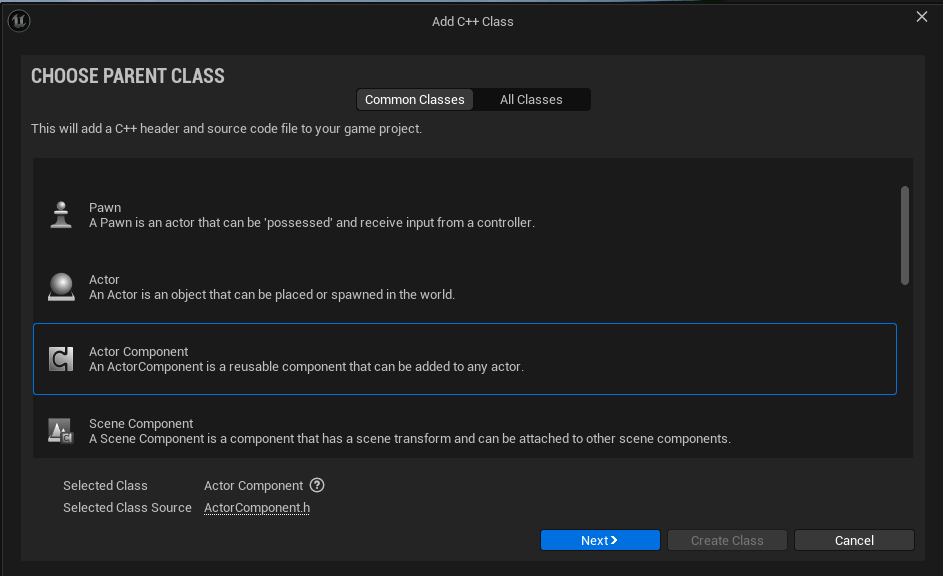 Add C++ Class
CHOOSE PARENT CLASS
Common Classes
All Classes
This will add a C++ header and source code file to your game project.
Pawn
A Pawn is an actor that can be 'possessed' and receive input from a controller.
Actor
An Actor is an object that can be placed or spawned in the world.
Actor Component
An ActorComponent is a reusable component that can be added to any actor.
Scene Component
A Scene Component is a component that has a scene transform and can be attached to other scene components.
Selected Class
Actor Component
Selected Class Source
ActorComponent.h
Next
Create Class
Cancel